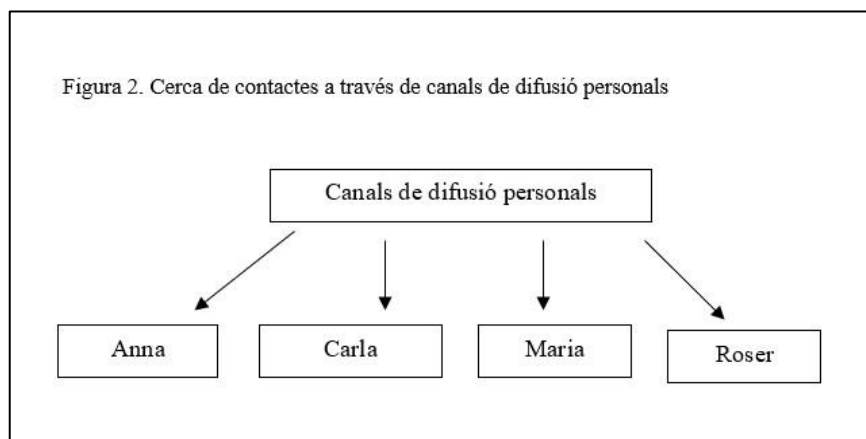 Figura 2. Cerca de contactes a través de canals de difusió personals
Canals de difusió personals
Anna
Carla
Maria
Roser